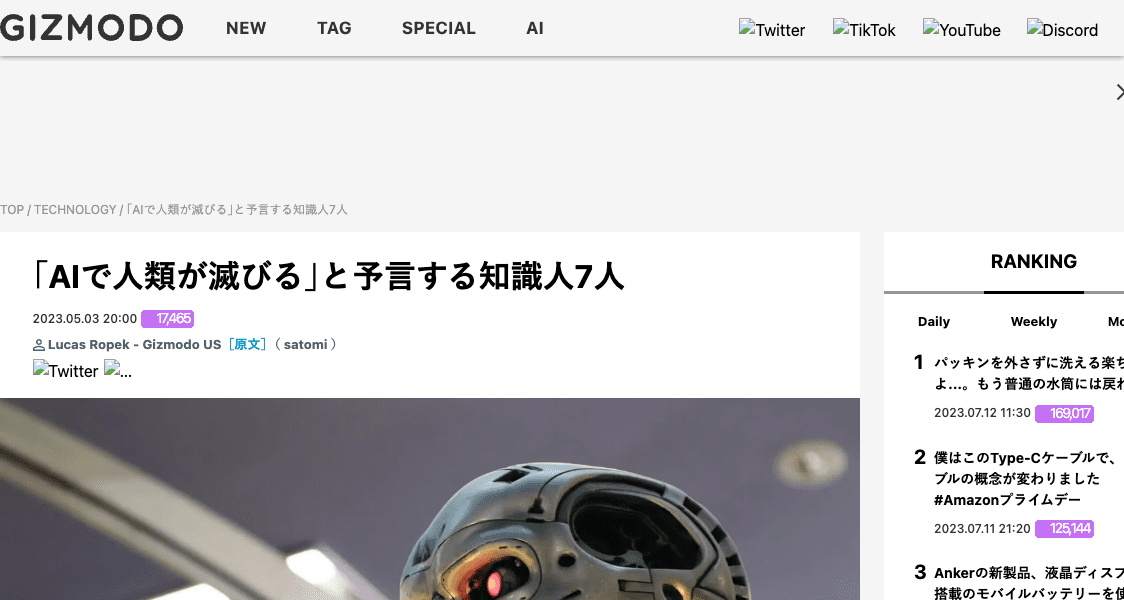 GIZMODO NEW TAG SPECIAL AI Twitter TikTok YouTube Discord
TOP / TECHNOLOGY / 「AIで人類が滅びる」と予言する知識人7人
「AIで人類が滅びる」と予言する知識人7人
2023.05.03 20:00 17,465
Lucas Ropek - Gizmodo US [原文] ( satomi )
Twitter ...
RANKING
Daily Weekly Mo
1 パッキンを外さずに洗える楽ち
よ...。もう普通の水筒には戻れ
2023.07.12 11:30 169,017
2 僕はこのType-Cケーブルで、
ブルの概念が変わりました
#Amazonプライムデー
2023.07.11 21:20 125,144
3 Ankerの新製品、液晶ディスプ
搭載のモバイルバッテリーを使